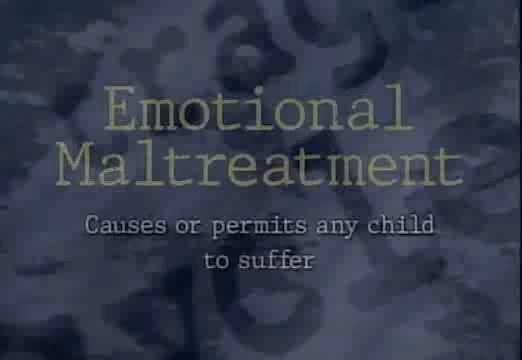 Emotional
Maltreatment
Causes or permits any child
to suffer